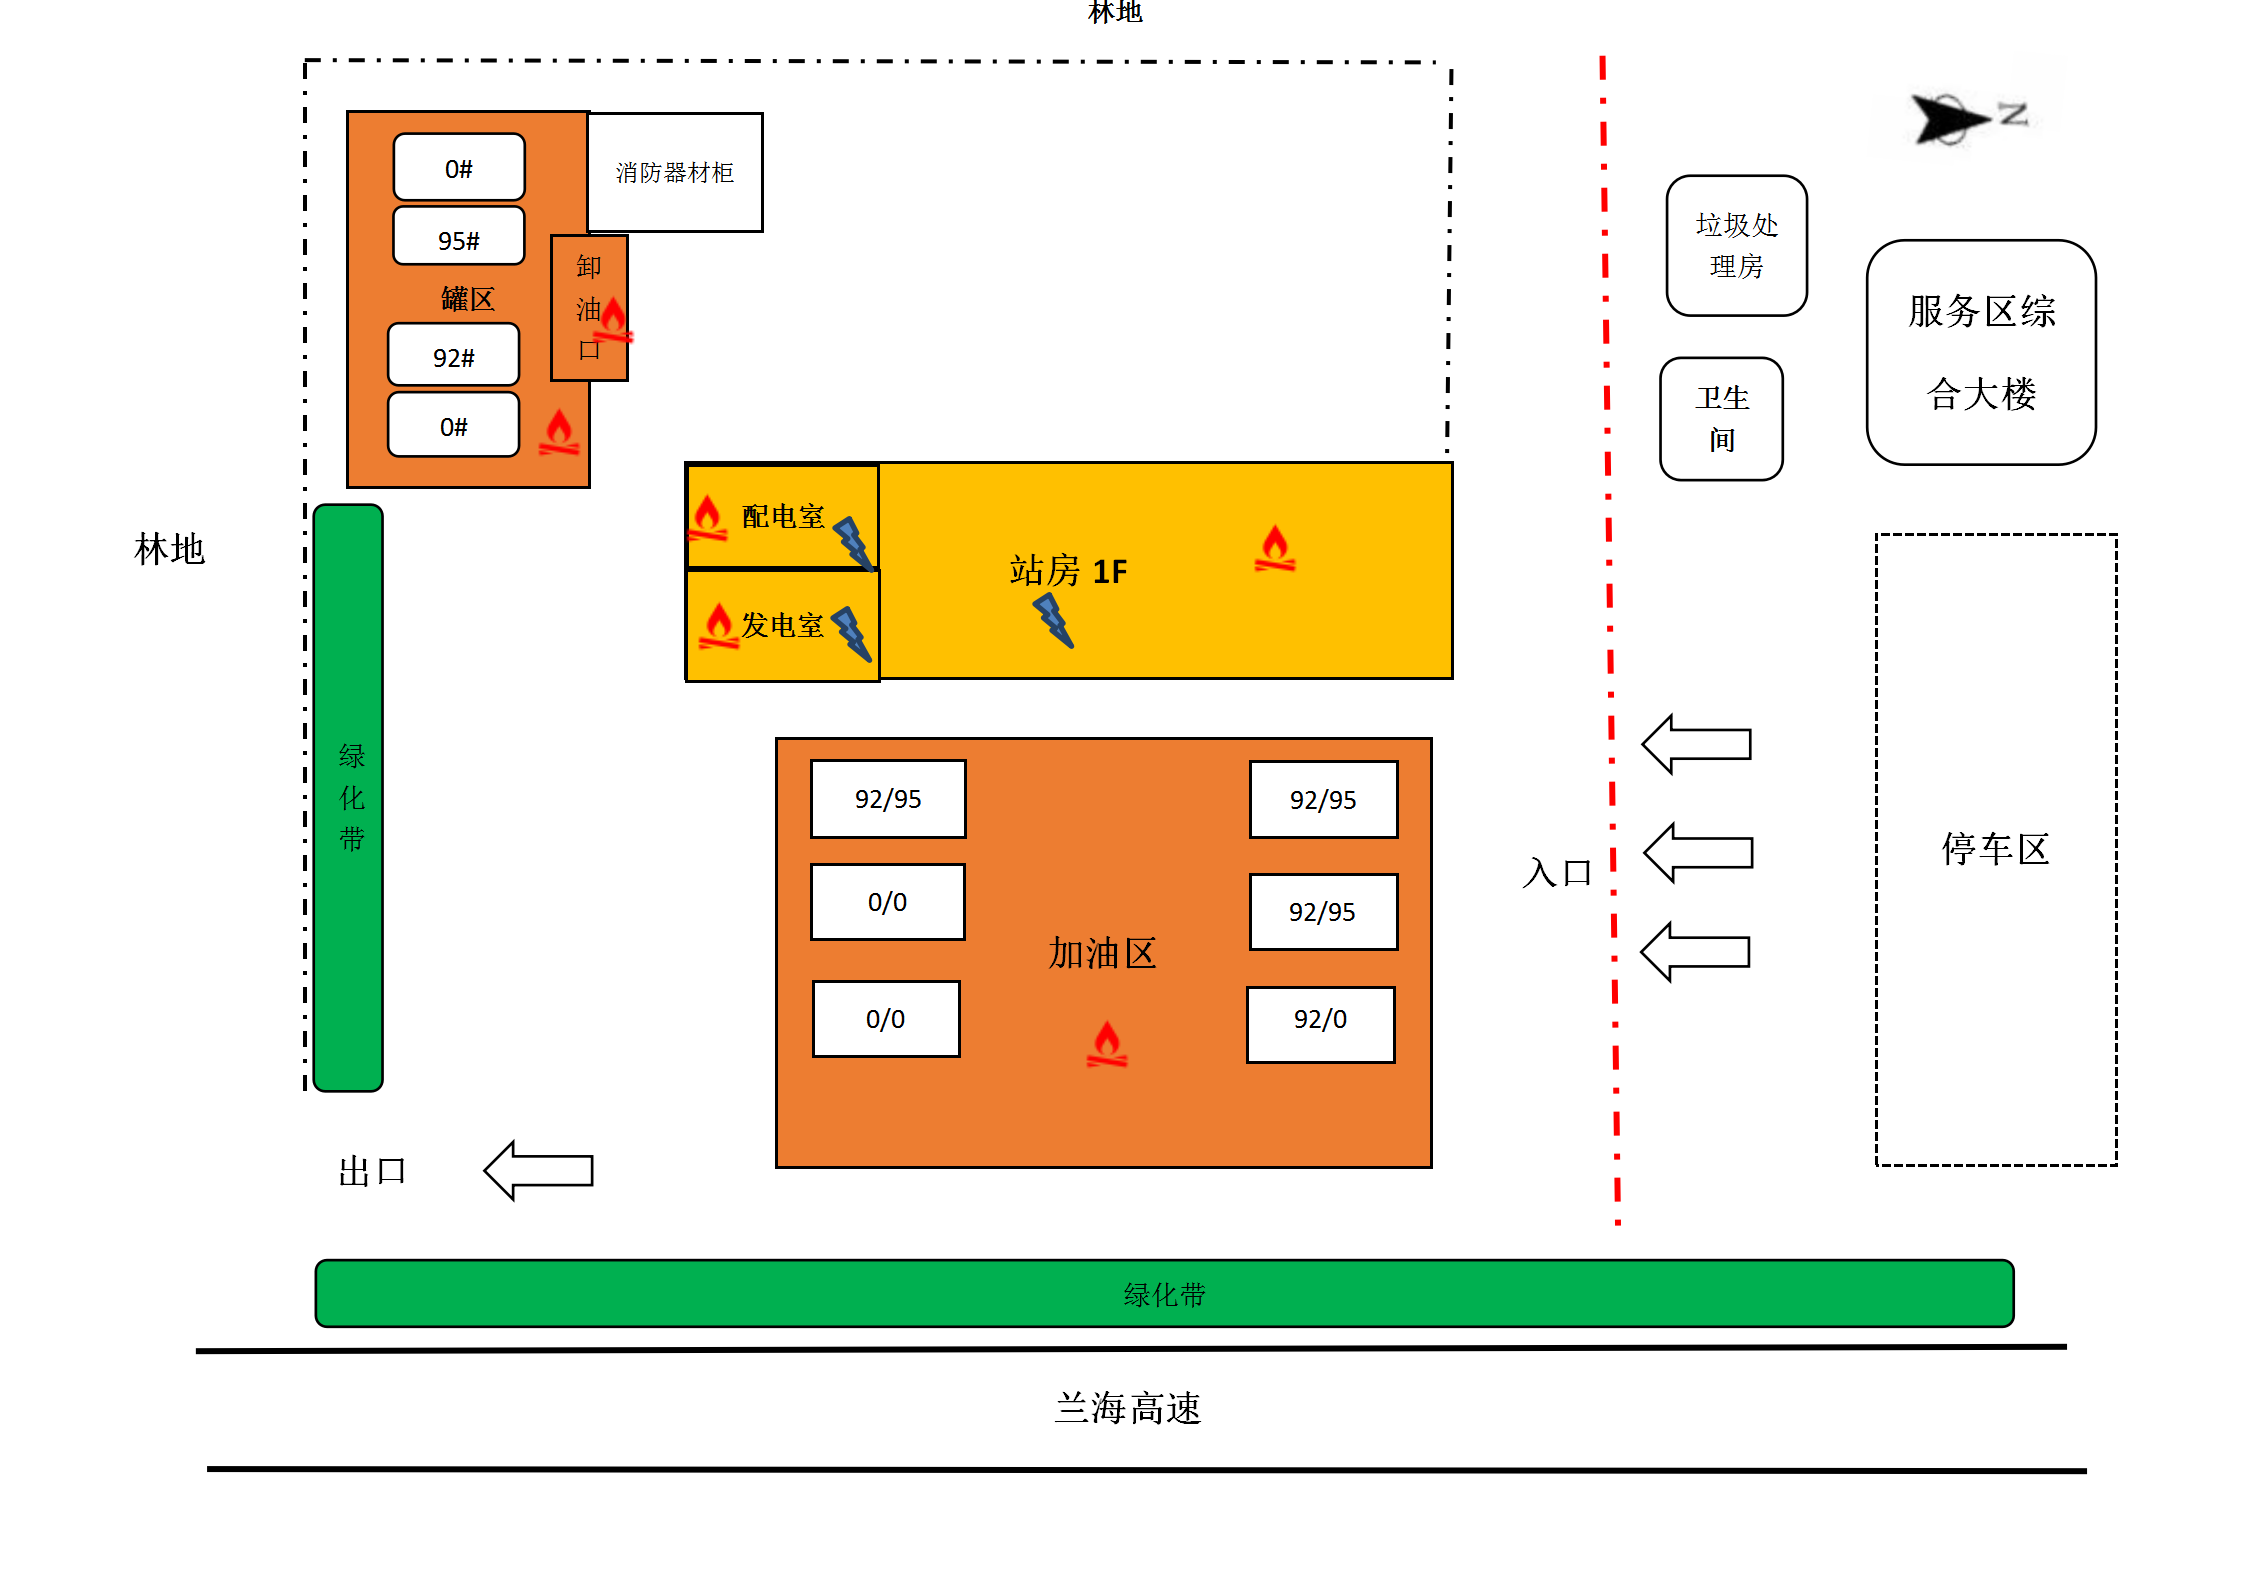 林地
N
0#
消防器材柜
95#
垃圾处
理房
卸
油
口
罐区
92#
0#
服务区综
合大楼
卫生
间
林地
配电室
站房 1F
发电室
绿
化
带
92/95
92/95
0/0
92/95
0/0
92/0
加油区
入口
停车区
出口
绿化带
兰海高速